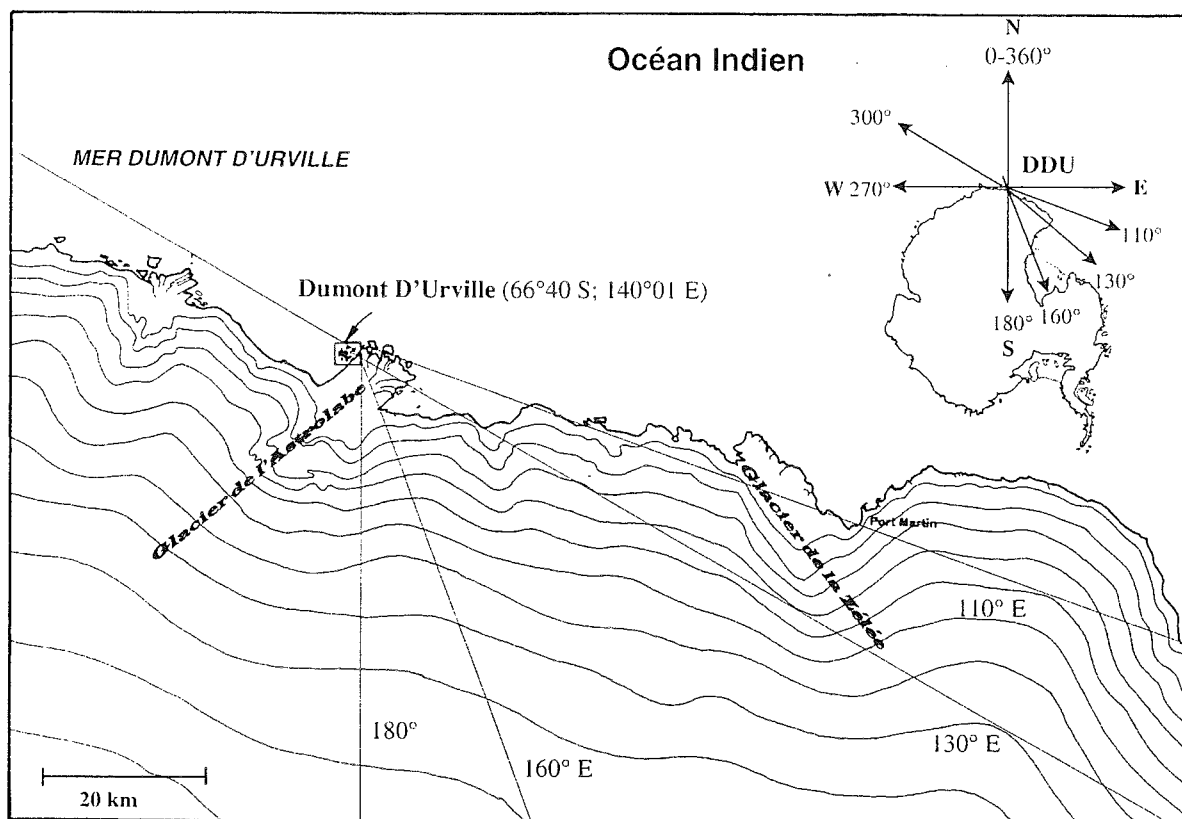 Océan Indien
N
0-360°
300°
MER DUMONT D'URVILLE
DDU
W 270°
E
110°
130°
180°
160°
S
Dumont D'Urville (66°40 S; 140°01 E)
Glacier de l'Astrolabe
Glacier de la Zélée
Port Martin
110° E
180°
130° E
160° E
20 km